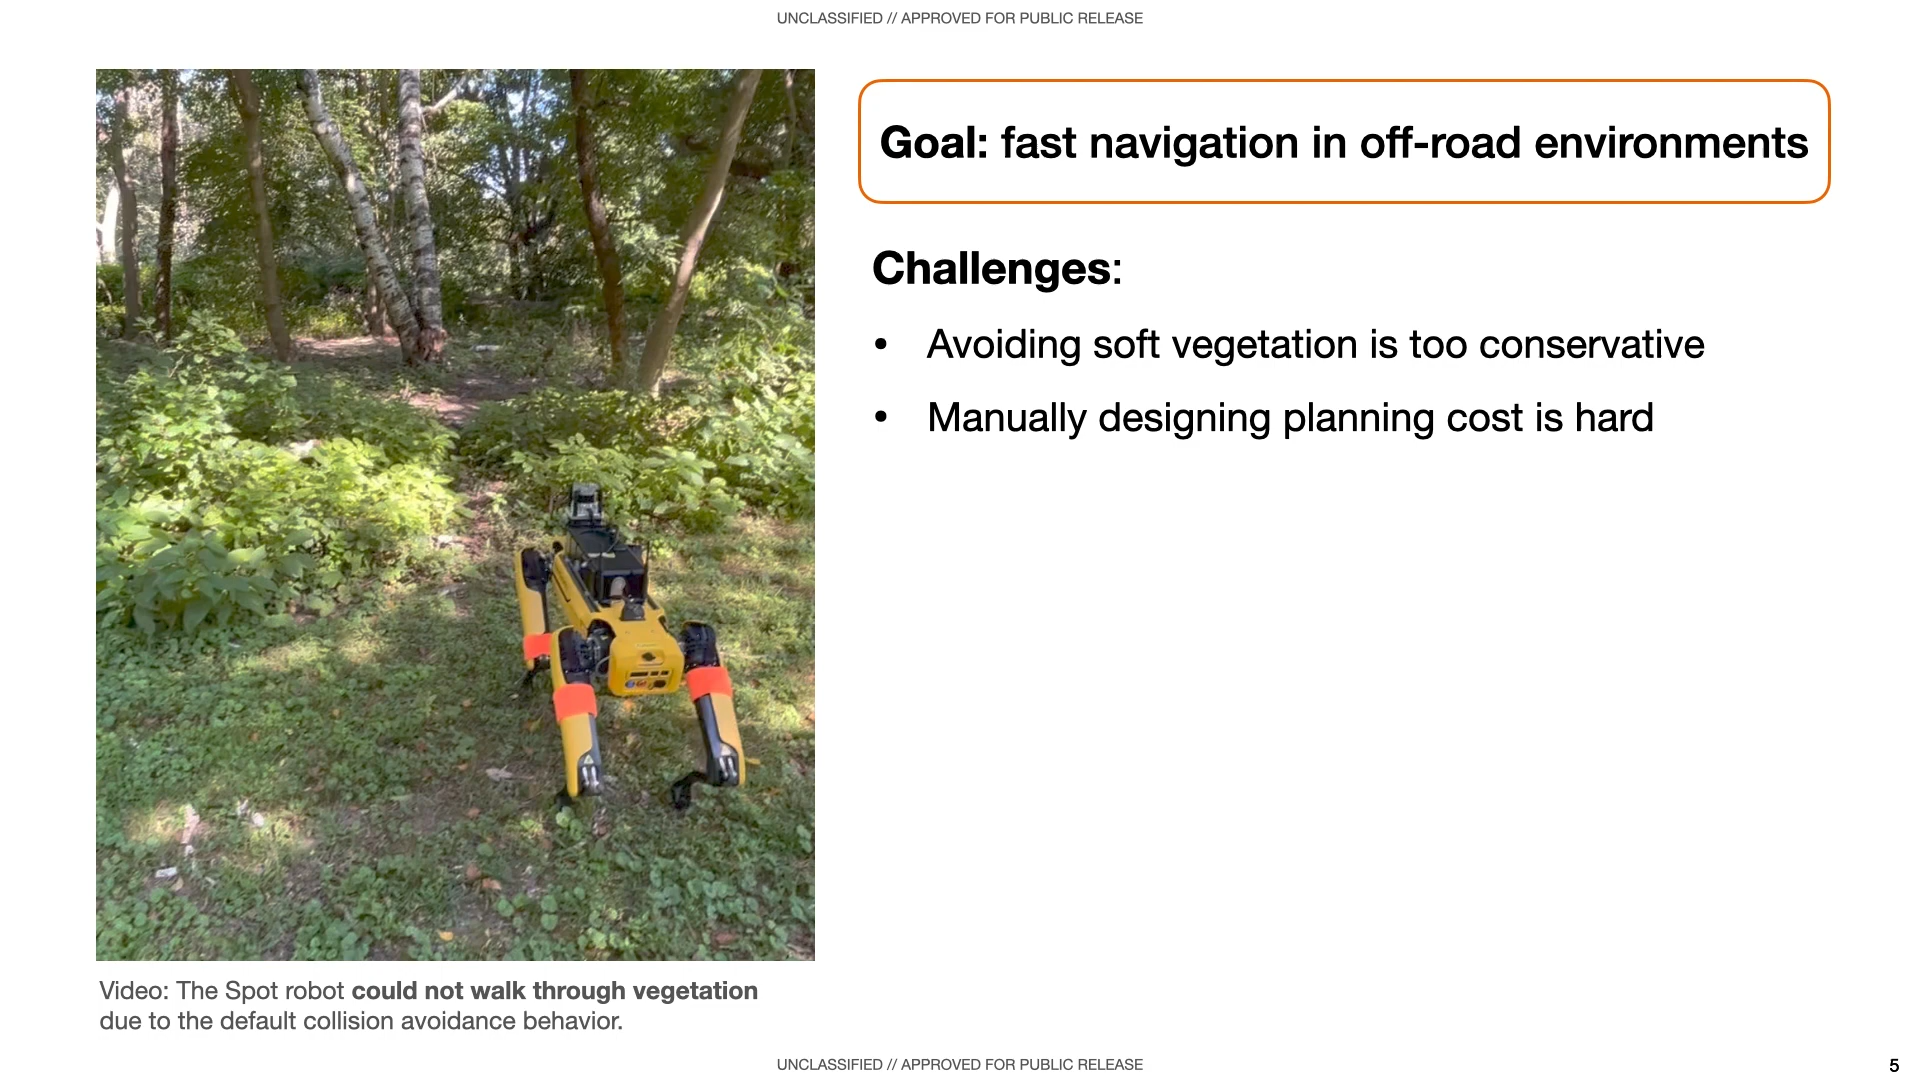 UNCLASSIFIED // APPROVED FOR PUBLIC RELEASE
Goal: fast navigation in off-road environments
Challenges:
• Avoiding soft vegetation is too conservative
• Manually designing planning cost is hard
Video: The Spot robot could not walk through vegetation
due to the default collision avoidance behavior.
UNCLASSIFIED // APPROVED FOR PUBLIC RELEASE
5